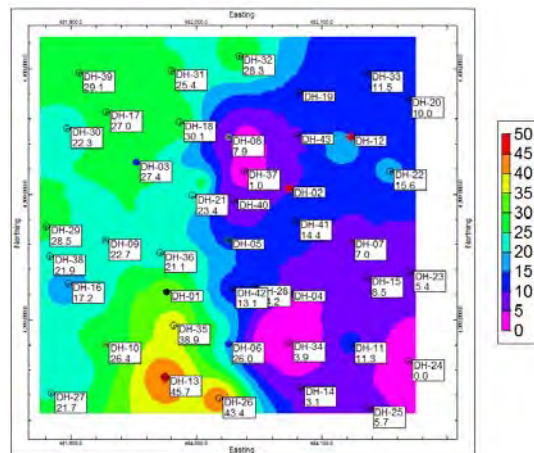 Easting
DH-32
28.3
DH-39
29.1
DH-31
25.4
DH-33
11.5
DH-19
DH-20
10.0
DH-17
27.0
DH-18
30.1
DH-30
22.3
DH-08
7.9
DH-43
DH-12
DH-03
27.4
DH-37
1.0
DH-22
15.6
DH-02
DH-21
23.4
DH-40
DH-29
28.5
DH-41
14.4
DH-09
22.7
DH-05
DH-07
7.0
DH-38
21.9
DH-36
21.1
DH-23
5.4
DH-16
17.2
DH-15
8.5
DH-01
DH-42
13.1
DH-28
DH-04
DH-35
38.9
DH-10
26.4
DH-06
26.0
DH-34
3.9
DH-11
11.3
DH-24
0.0
DH-13
45.7
DH-27
21.7
DH-26
43.4
DH-14
3.1
DH-25
5.7
Northing
Northing
Easting
50
45
40
35
30
25
20
15
10
5
0